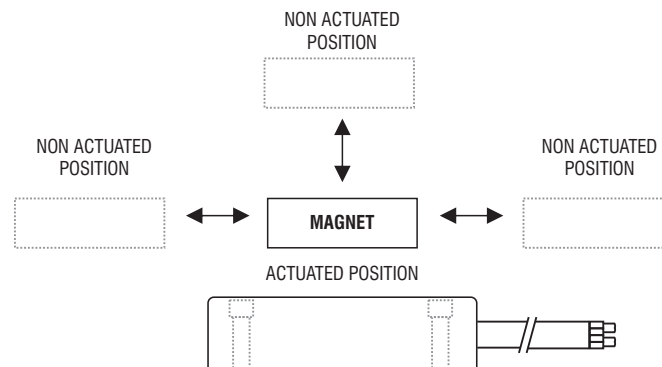 NON ACTUATED
POSITION
NON ACTUATED
POSITION
NON ACTUATED
POSITION
MAGNET
ACTUATED POSITION